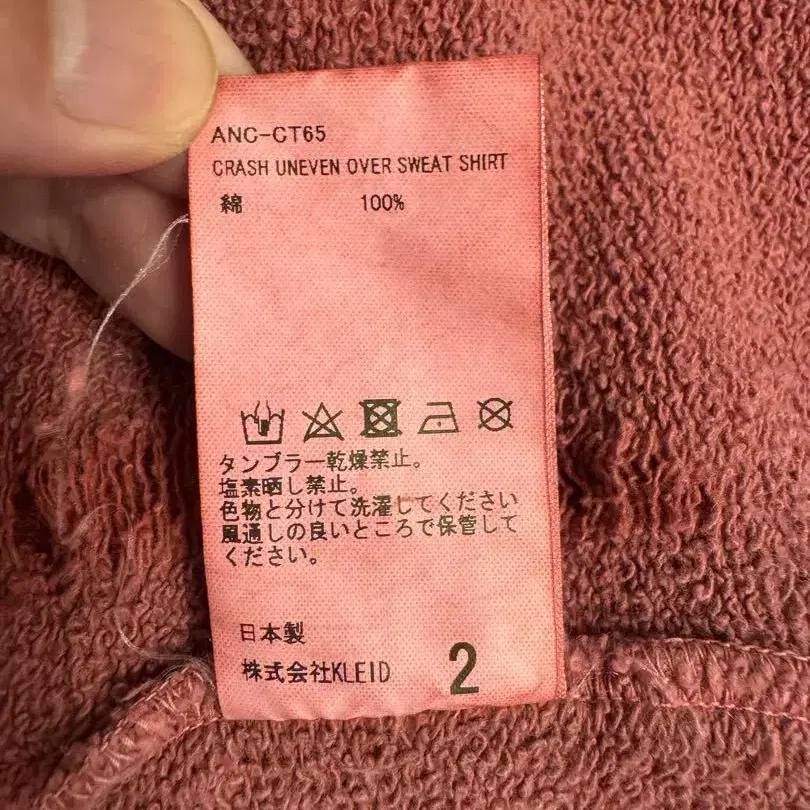 ANC-CT65
CRASH UNEVEN OVER SWEAT SHIRT
綿 100%
タンブラー乾燥禁止。
塩素晒し禁止。
色物と分けて洗濯してください
風通しの良いところで保管して
ください。
日本製
株式会社KLEID 2